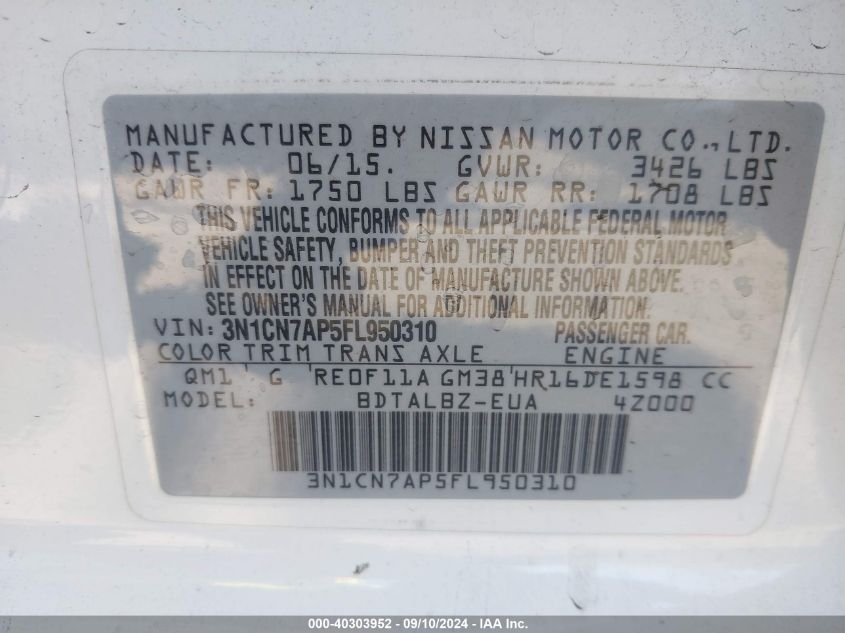 MANUFACTURED BY NISSAN MOTOR CO.,LTD.
DATE: 06/15. GVWR: 3426 LBS
GAWR FR: 1750 LBS GAWR RR: 1708 LBS
THIS VEHICLE CONFORMS TO ALL APPLICABLE FEDERAL MOTOR
VEHICLE SAFETY, BUMPER AND THEFT PREVENTION STANDARDS
IN EFFECT ON THE DATE OF MANUFACTURE SHOWN ABOVE.
SEE OWNER'S MANUAL FOR ADDITIONAL INFORMATION.
VIN: 3N1CN7AP5FL950310 PASSENGER CAR.
COLOR TRIM TRANS AXLE ENGINE
QM1 G RE0F11A GM38 HR16DE1598 CC
MODEL: BDTALBZ-EUA 4Z000
3N1CN7AP5FL950310
000-40303952 - 09/10/2024 - IAA Inc.